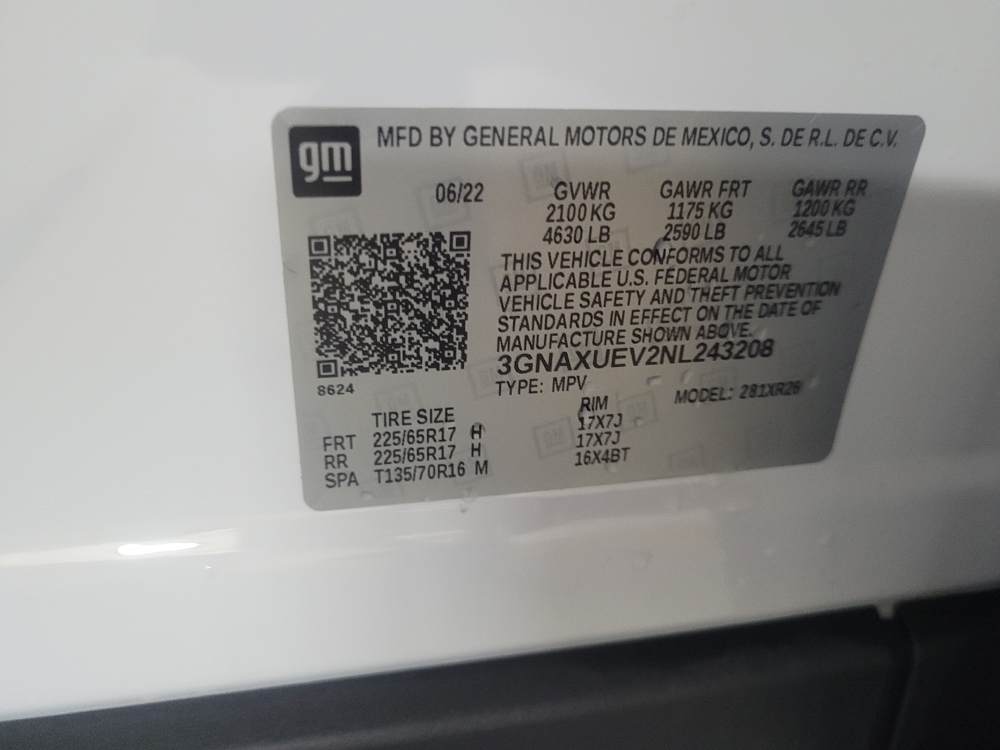 gm
MFD BY GENERAL MOTORS DE MEXICO, S. DE R.L. DE C.V.
06/22 GVWR GAWR FRT GAWR RR
2100 KG 1175 KG 1200 KG
4630 LB 2590 LB 2645 LB
THIS VEHICLE CONFORMS TO ALL
APPLICABLE U.S. FEDERAL MOTOR
VEHICLE SAFETY AND THEFT PREVENTION
STANDARDS IN EFFECT ON THE DATE OF
MANUFACTURE SHOWN ABOVE.
3GNAXUEV2NL243208
8624 TYPE: MPV MODEL: 281XR26
TIRE SIZE RIM
FRT 225/65R17 H 17X7J
RR 225/65R17 H 17X7J
SPA T135/70R16 M 16X4BT